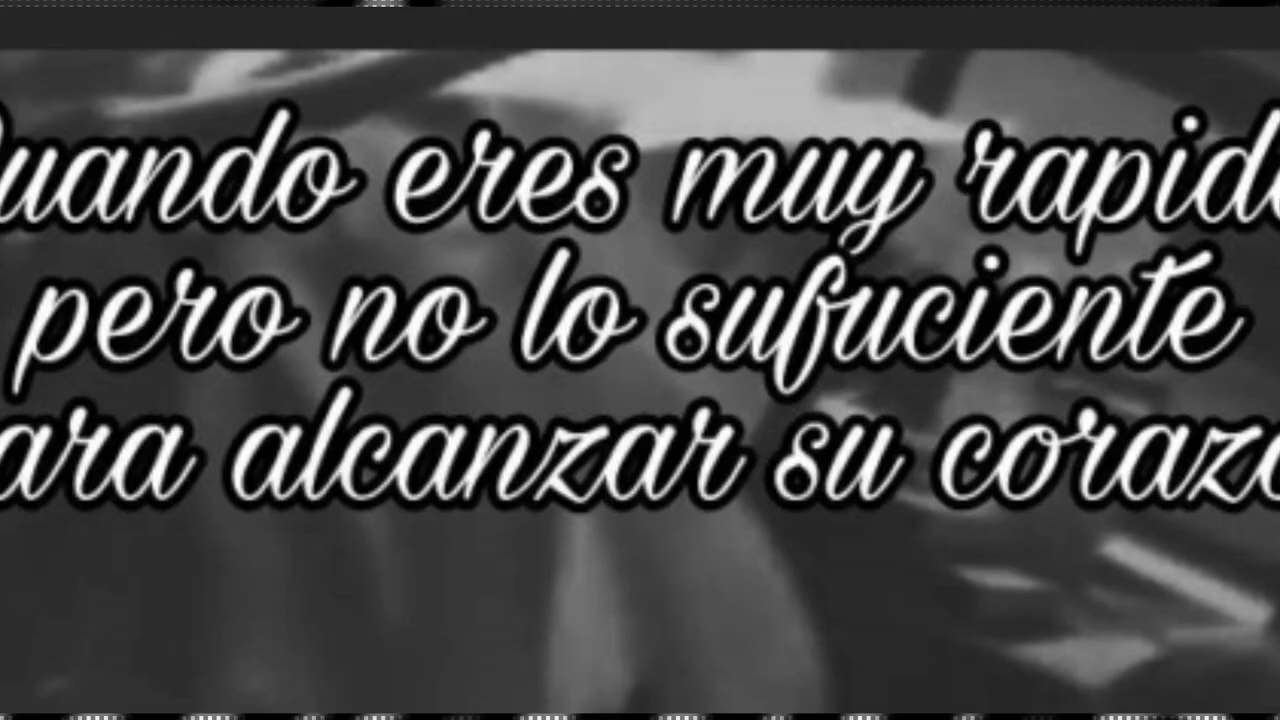 uando eres muy rapid
pero no lo sufuciente
ara alcanzar su coraz